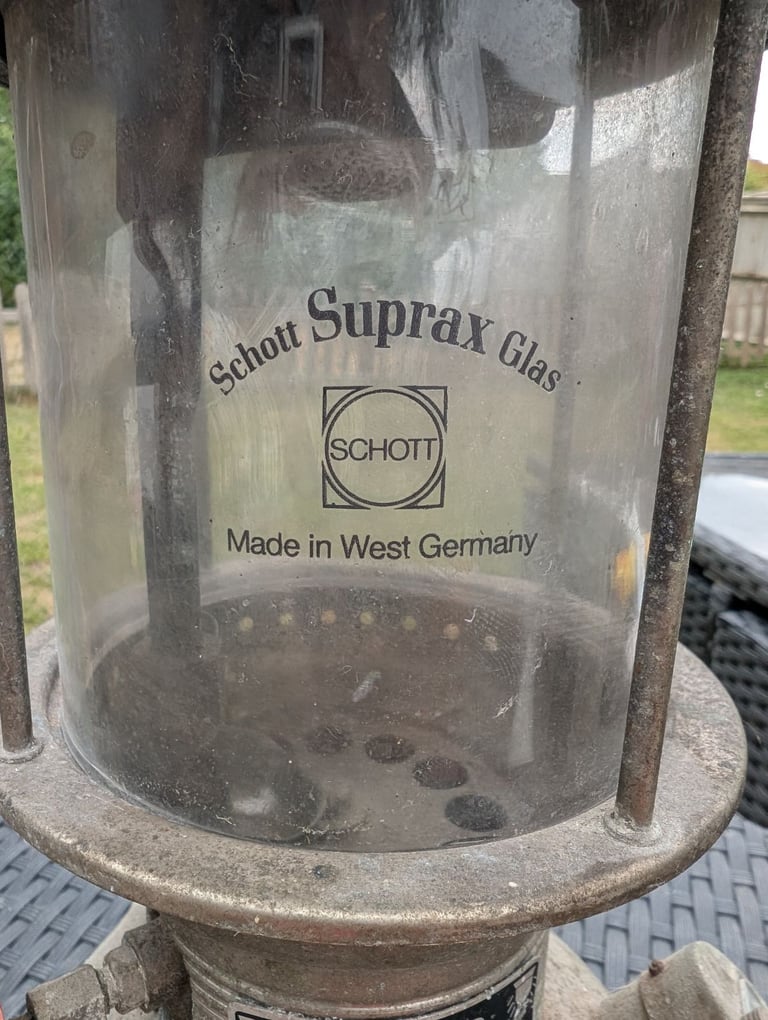 Schott Suprax Glas
SCHOTT
Made in West Germany